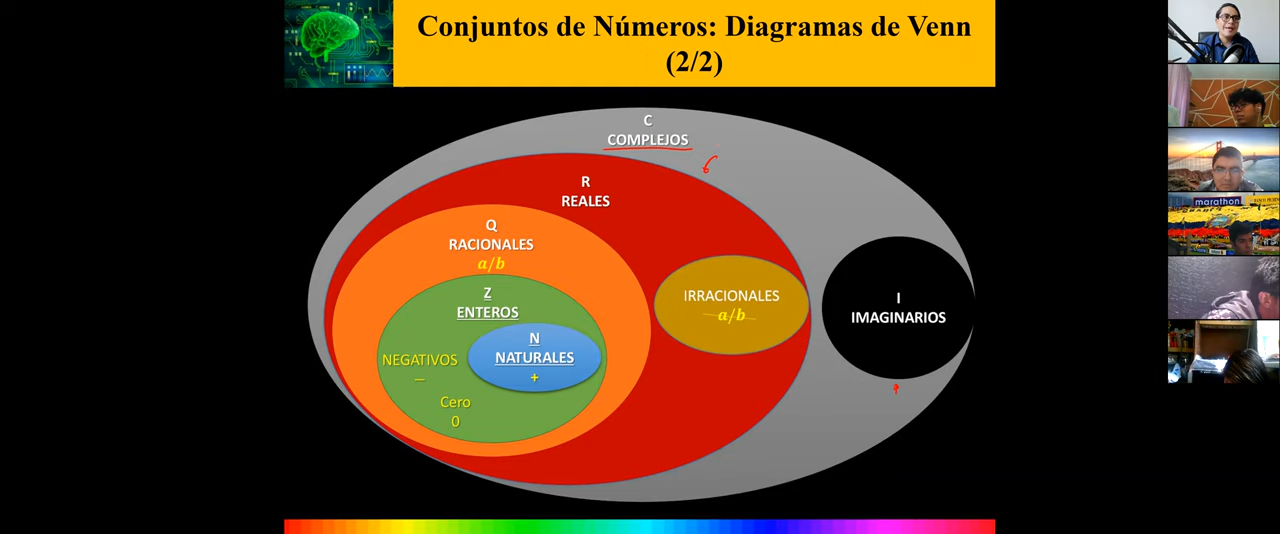 Conjuntos de Números: Diagramas de Venn
(2/2)
C
COMPLEJOS
R
REALES
Q
RACIONALES
a/b
Z
ENTEROS
N
NATURALES
+
NEGATIVOS
—
Cero
0
IRRACIONALES
a/b
I
IMAGINARIOS
marathon